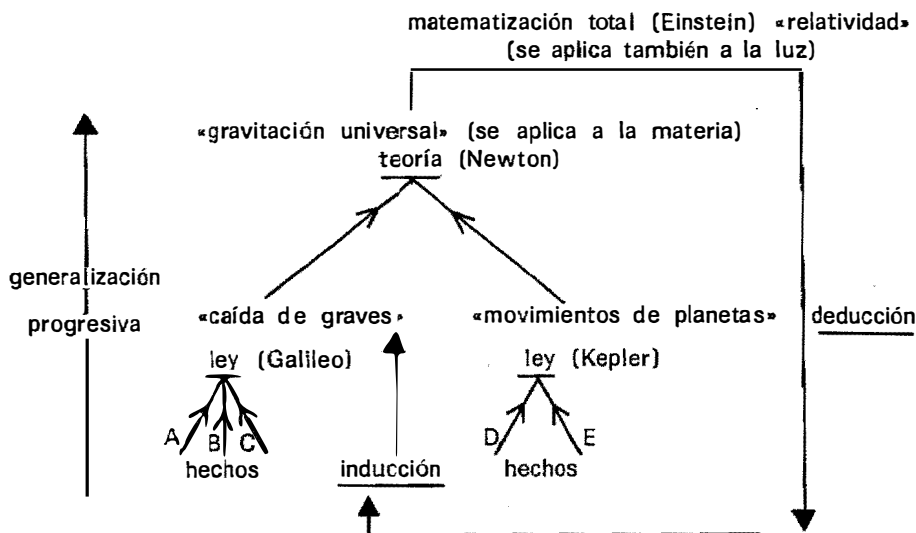 matematización total (Einstein) «relatividad»
(se aplica también a la luz)
«gravitación universal» (se aplica a la materia)
teoría (Newton)
generalización
progresiva
«caída de graves»
«movimientos de planetas»
deducción
ley (Galileo)
ley (Kepler)
A B C
D E
hechos
inducción
hechos